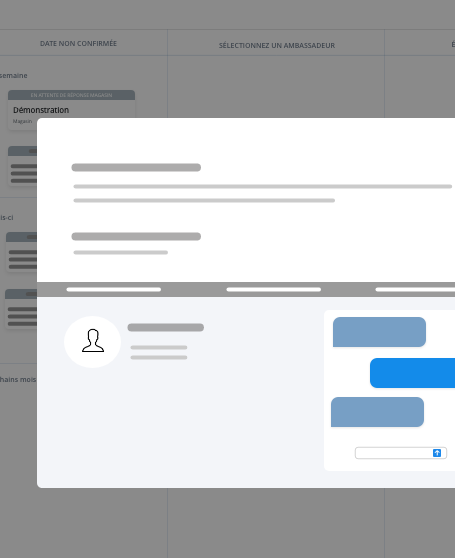 DATE NON CONFIRMÉE
SÉLECTIONNEZ UN AMBASSADEUR
semaine
EN ATTENTE DE RÉPONSE MAGASIN
Démonstration
Magasin
is-ci
hains mois